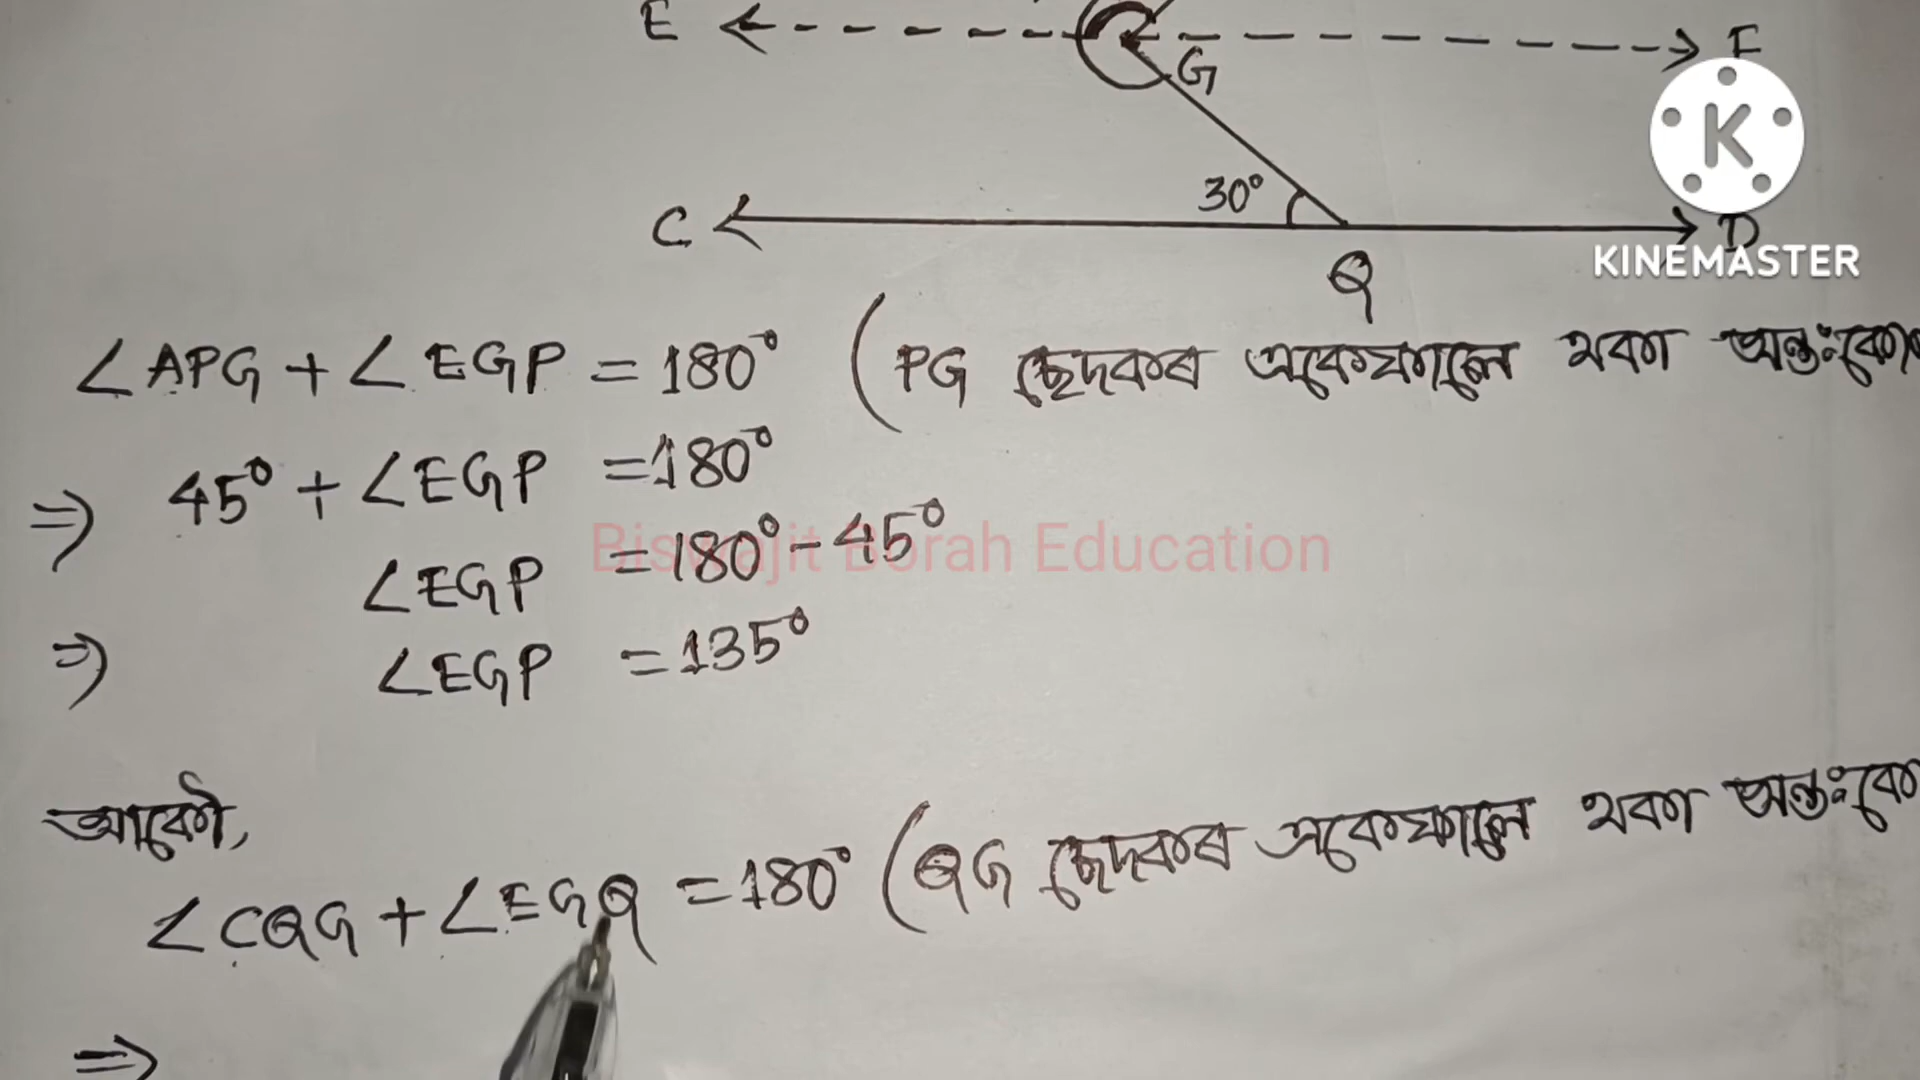 E F
G
K
30°
C D
KINEMASTER
Q
∠APG + ∠EGP = 180° (PG ছেদকৰ একেফালে থকা অন্তঃকোণ
⇒ 45° + ∠EGP = 180°
∠EGP = 180° - 45°
Biswajit Borah Education
⇒ ∠EGP = 135°
আকৌ,
∠CQG + ∠EGQ = 180° (QG ছেদকৰ একেফালে থকা অন্তঃকো
⇒